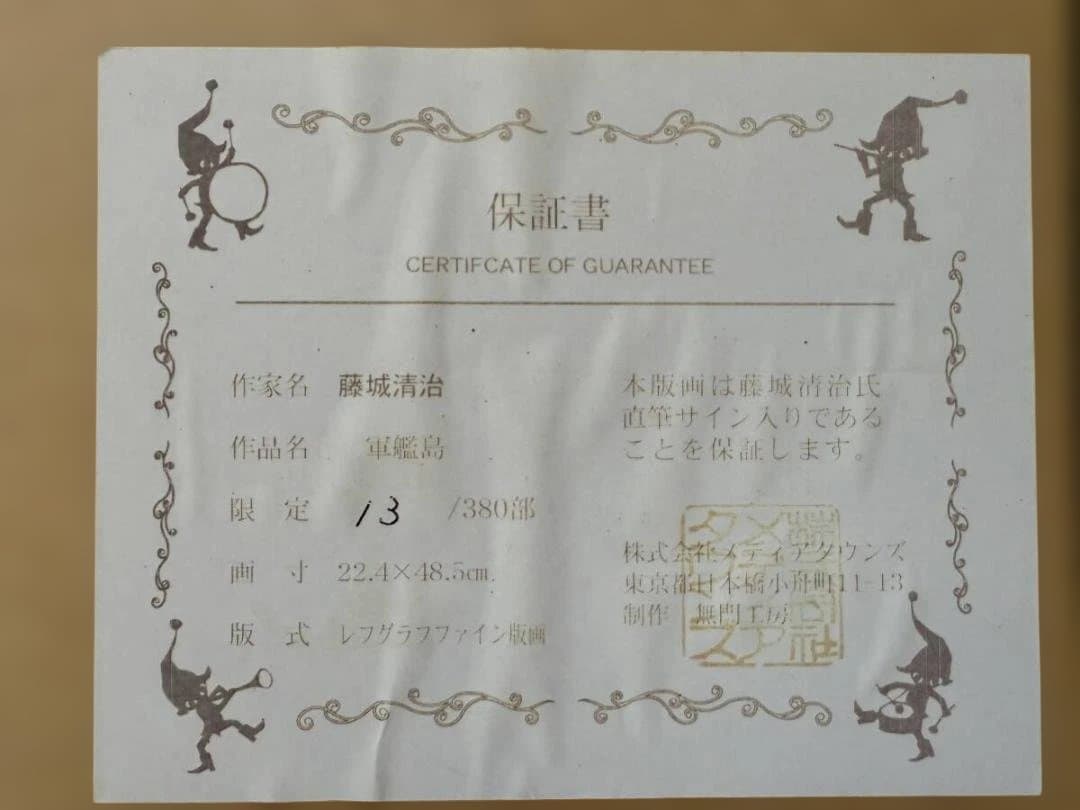 保証書
CERTIFCATE OF GUARANTEE
作家名 藤城清治
作品名 軍艦島
限 定 13 /380部
画 寸 22.4×48.5㎝.
版 式 レフグラフファイン版画
本版画は藤城清治氏
直筆サイン入りである
ことを保証します。
株式会社メディアタウンズ
東京都日本橋小舟町11-13
制作 無門工房